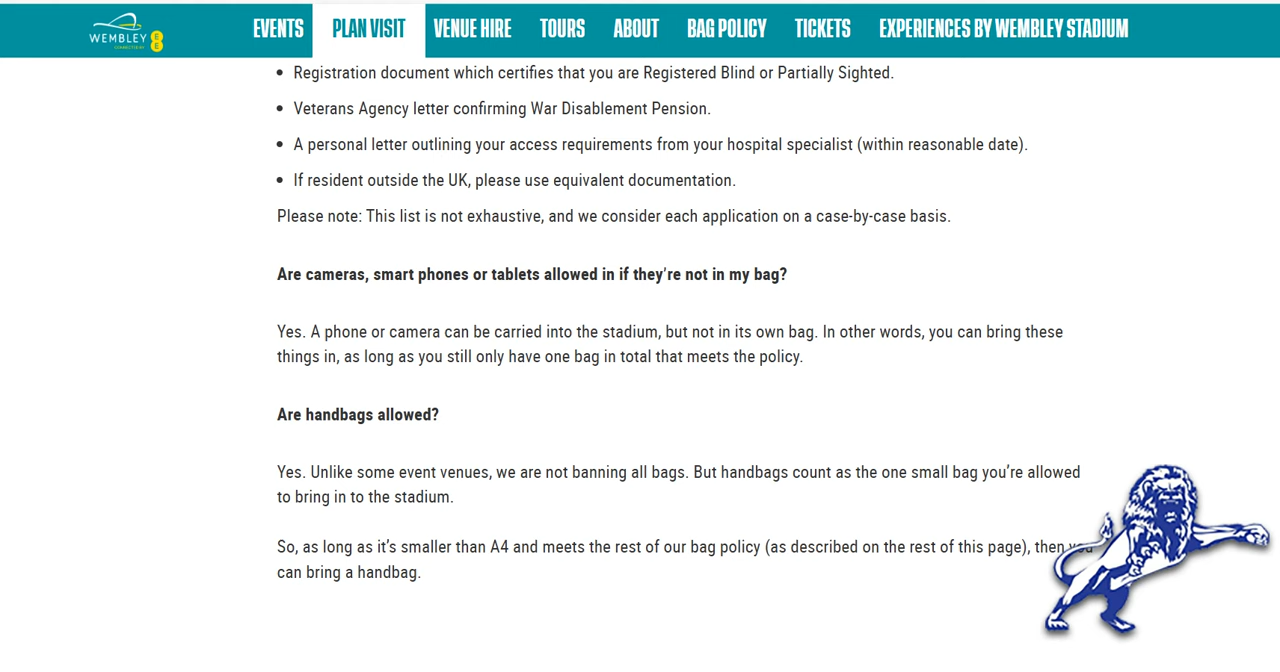 WEMBLEY
EE
EVENTS PLAN VISIT VENUE HIRE TOURS ABOUT BAG POLICY TICKETS EXPERIENCES BY WEMBLEY STADIUM
• Registration document which certifies that you are Registered Blind or Partially Sighted.
• Veterans Agency letter confirming War Disablement Pension.
• A personal letter outlining your access requirements from your hospital specialist (within reasonable date).
• If resident outside the UK, please use equivalent documentation.
Please note: This list is not exhaustive, and we consider each application on a case-by-case basis.
Are cameras, smart phones or tablets allowed in if they're not in my bag?
Yes. A phone or camera can be carried into the stadium, but not in its own bag. In other words, you can bring these
things in, as long as you still only have one bag in total that meets the policy.
Are handbags allowed?
Yes. Unlike some event venues, we are not banning all bags. But handbags count as the one small bag you're allowed
to bring in to the stadium.
So, as long as it's smaller than A4 and meets the rest of our bag policy (as described on the rest of this page), then you
can bring a handbag.